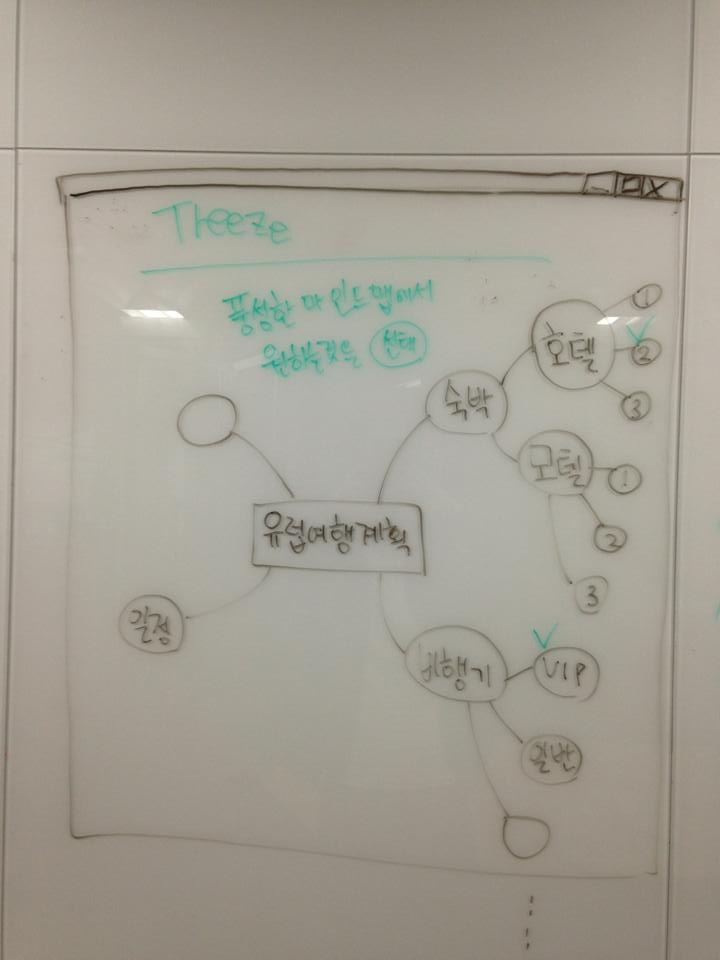 Treeze
풍성한 마인드맵에서
원하는것을 선택
호텔
1
2
3
숙박
모텔
1
2
3
유럽여행계획
일정
비행기
VIP
일반